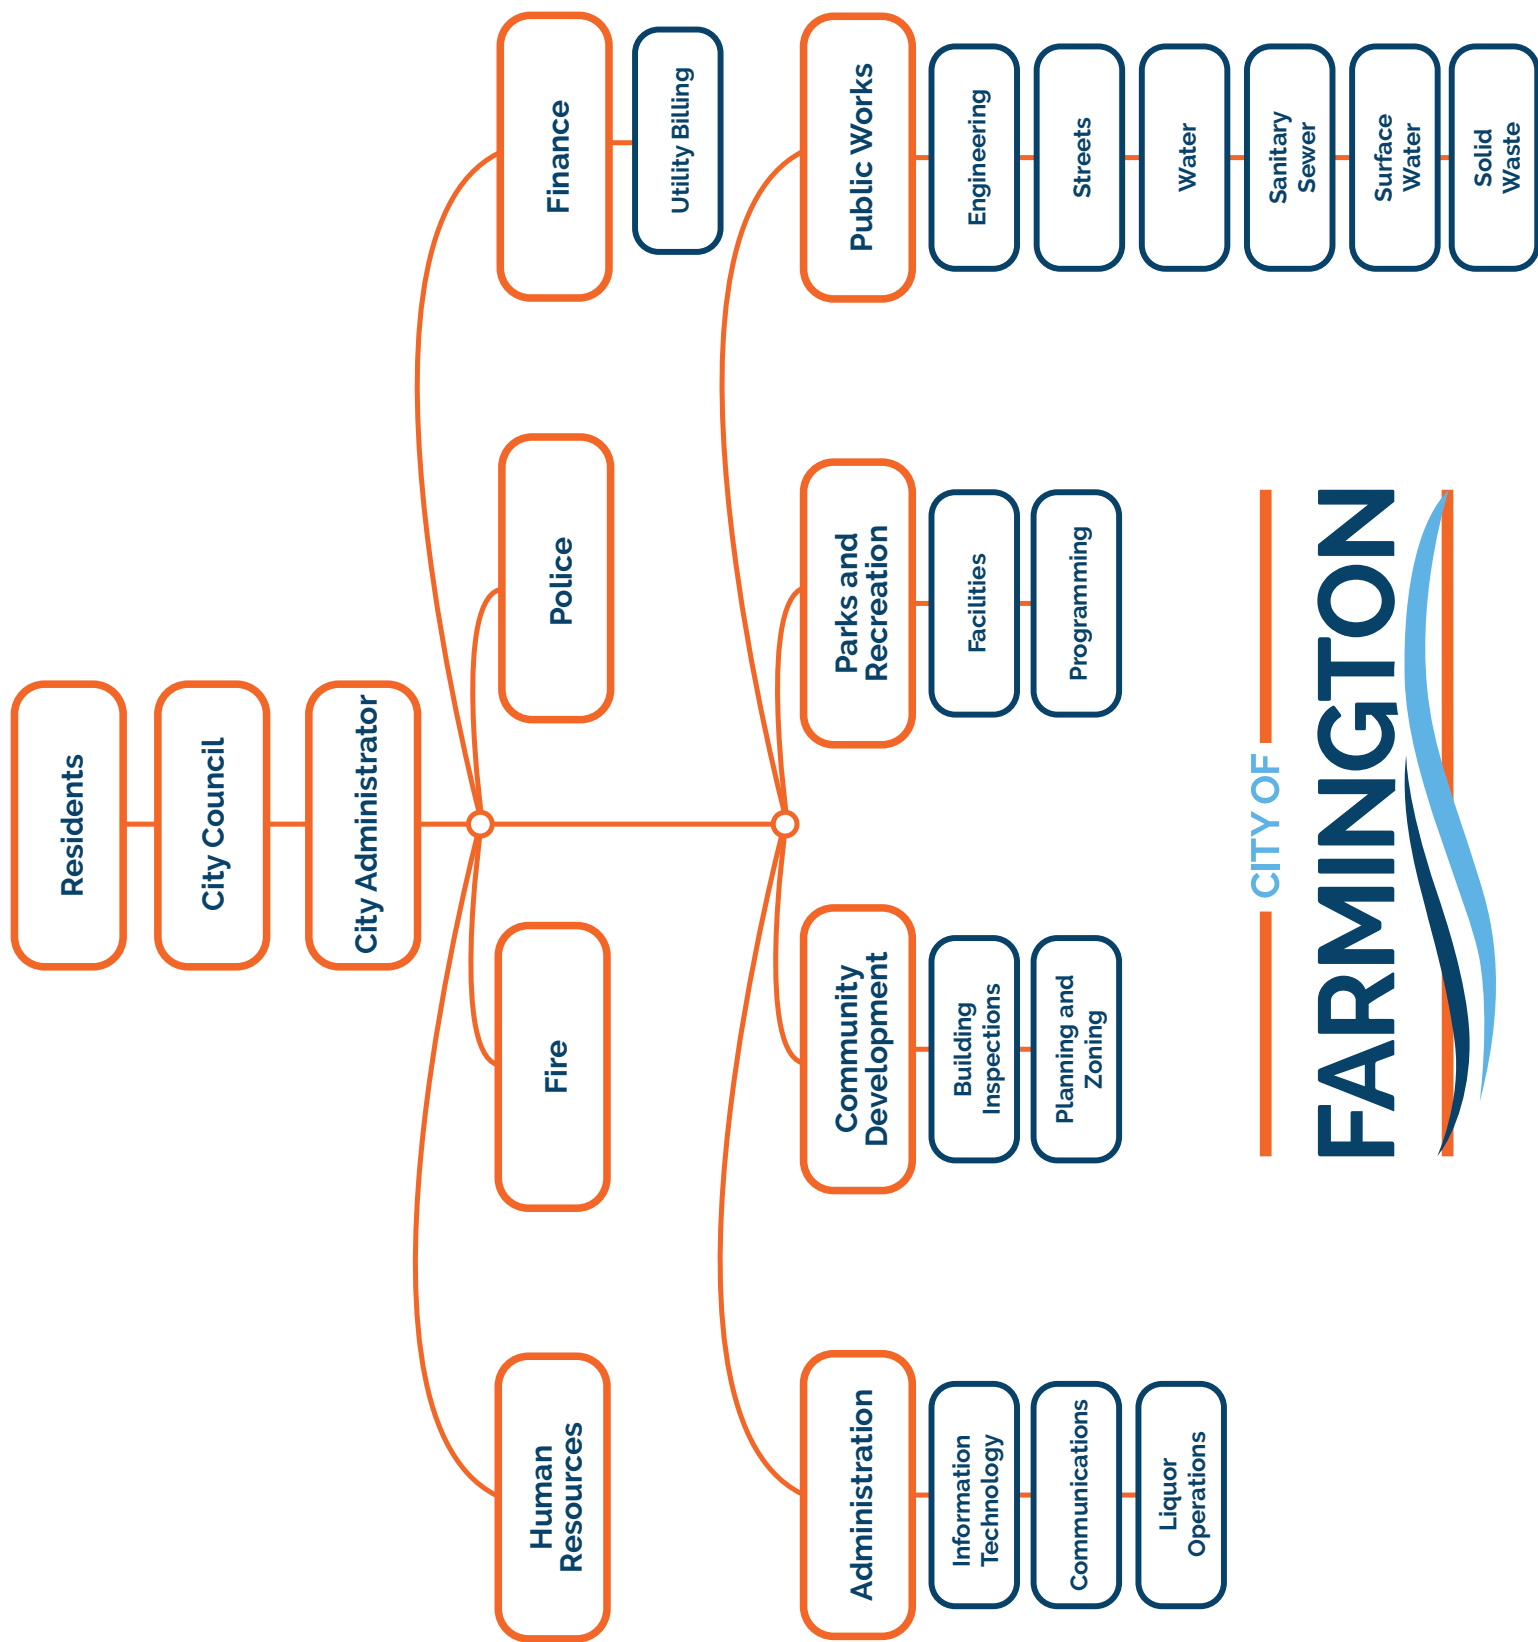 Residents
City Council
City Administrator
Human
Resources
Fire
Police
Finance
Utility Billing
Administration
Information
Technology
Communications
Liquor
Operations
Community
Development
Building
Inspections
Planning and
Zoning
Parks and
Recreation
Facilities
Programming
Public Works
Engineering
Streets
Water
Sanitary
Sewer
Surface
Water
Solid
Waste
CITY OF
FARMINGTON